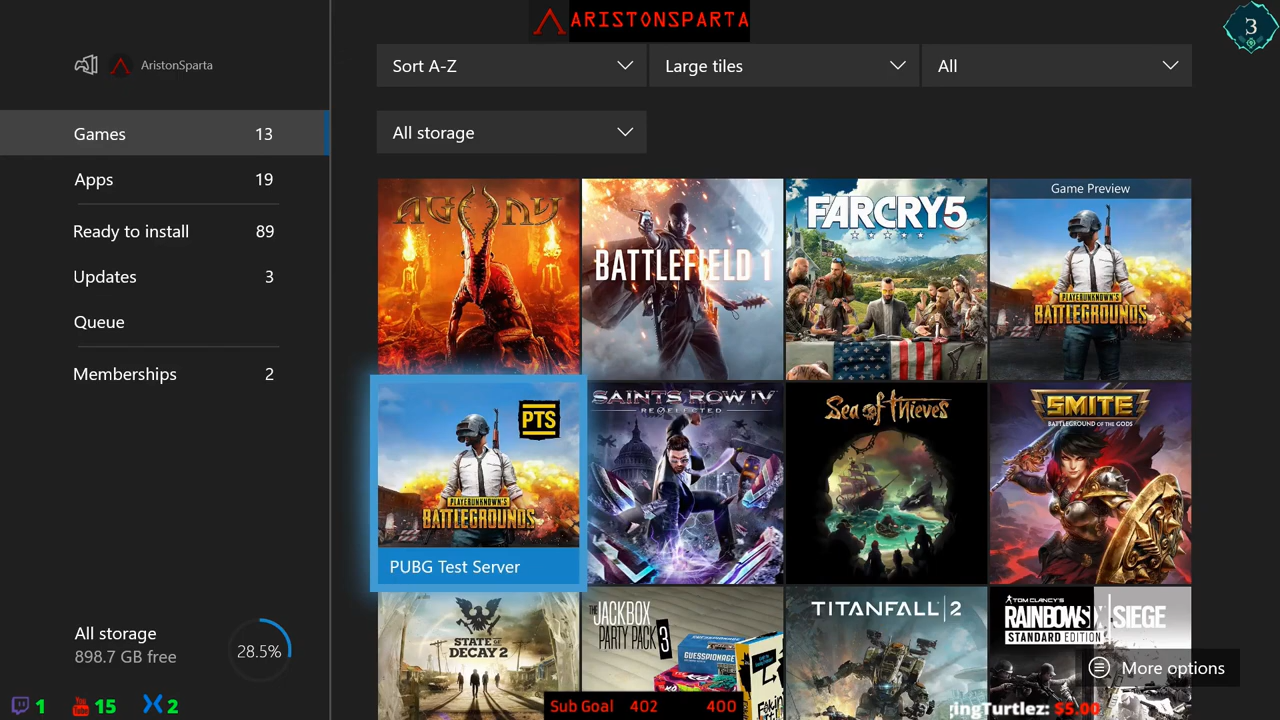 ARISTONSPARTA
3
AristonSparta
Sort A-Z
Large tiles
All
All storage
Games 13
Apps 19
Ready to install 89
Updates 3
Queue
Memberships 2
All storage
898.7 GB free
28.5%
1
You
Tube
15
2
AGONY
BATTLEFIELD 1
FARCRY5
Game Preview
PLAYERUNKNOWN'S
BATTLEGROUNDS
PTS
PLAYERUNKNOWN'S
BATTLEGROUNDS
PUBG Test Server
SAINTS ROW IV
RE-ELECTED
Sea of Thieves
SMITE
BATTLEGROUND OF THE GODS
STATE OF
DECAY 2
THE
JACKBOX
PARTY PACK 3
GUESSPIONAGE
TITANFALL|2
TOM CLANCY'S
RAINBOW SIX|SIEGE
STANDARD EDITION
More options
Sub Goal 402 400
ingTurtlez: $5.00